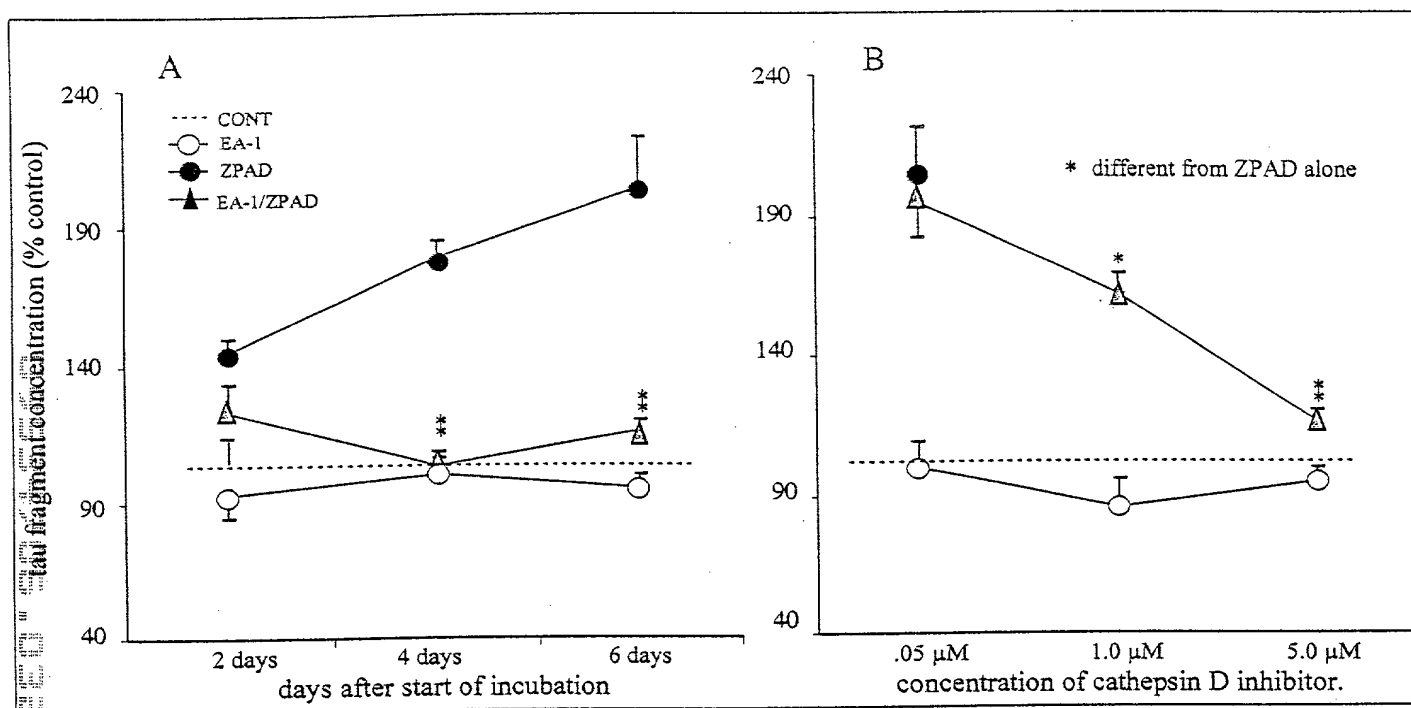 A
B
240
190
140
90
40
tau fragment concentration (% control)
CONT
EA-1
ZPAD
EA-1/ZPAD
**
**
2 days
4 days
6 days
days after start of incubation
240
190
140
90
40
* different from ZPAD alone
*
**
.05 μM
1.0 μM
5.0 μM
concentration of cathepsin D inhibitor.